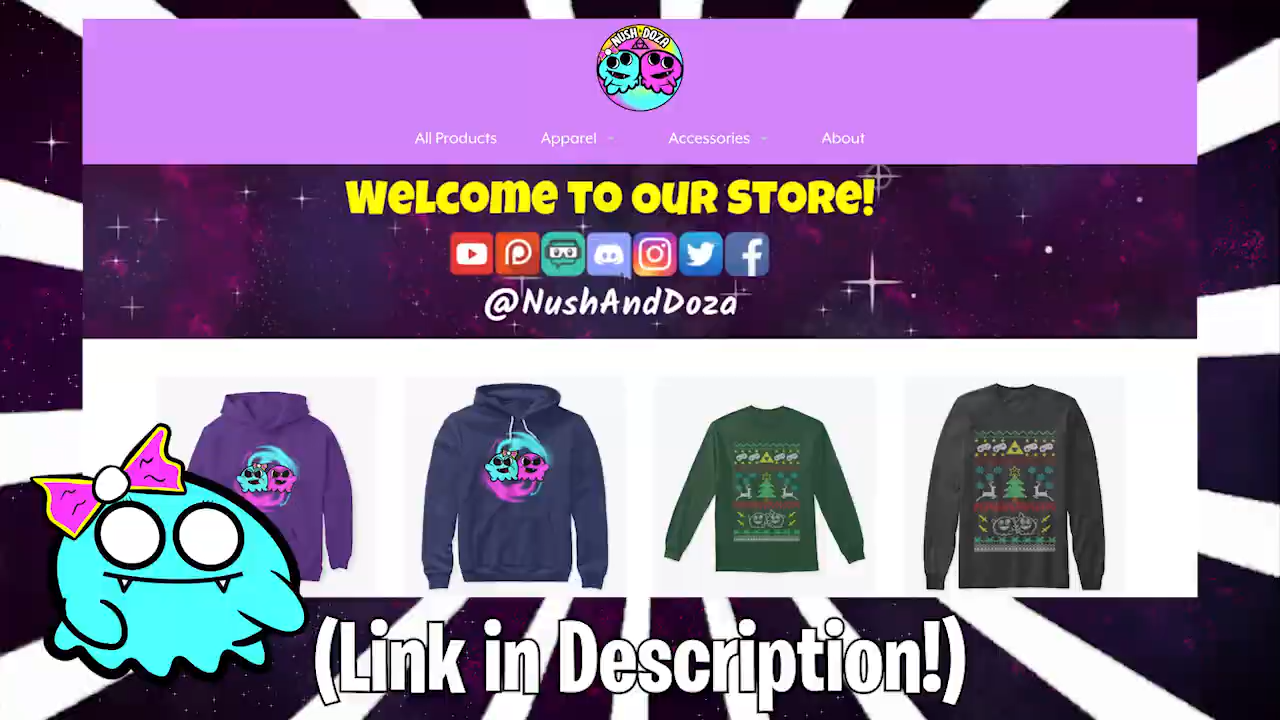 NUSH DOZA
All Products Apparel Accessories About
WELCOME TO OUR STORE!
@NushAndDoza
(Link in Description!)